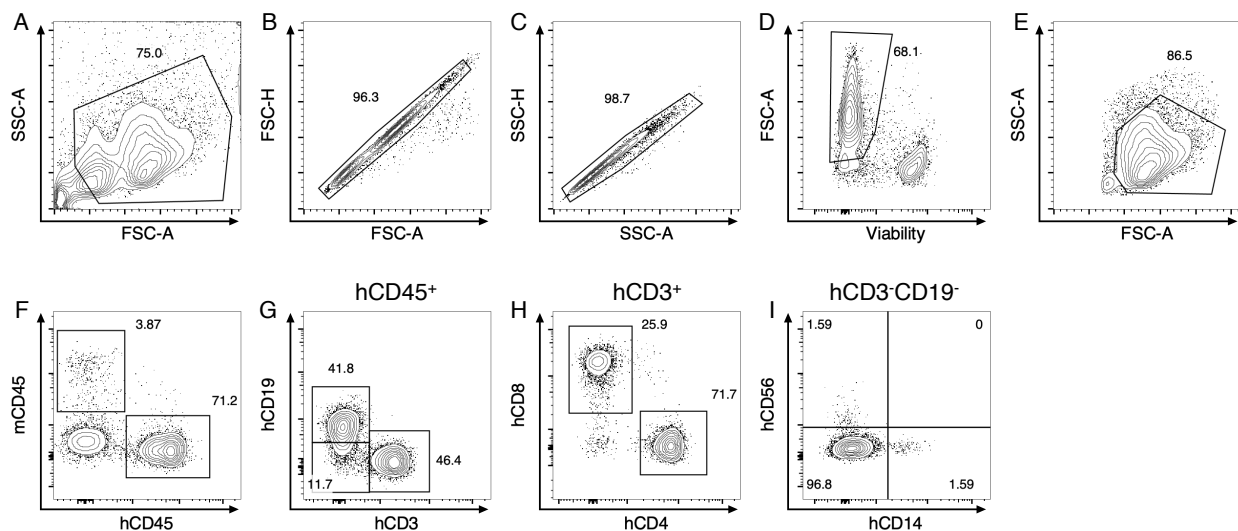 A
75.0
SSC-A
FSC-A
B
96.3
FSC-H
FSC-A
C
98.7
SSC-H
SSC-A
D
68.1
FSC-A
Viability
E
86.5
SSC-A
FSC-A
F
3.87
71.2
mCD45
hCD45
G
hCD45⁺
41.8
46.4
11.7
hCD19
hCD3
H
hCD3⁺
25.9
71.7
hCD8
hCD4
I
hCD3⁻CD19⁻
1.59
0
96.8
1.59
hCD56
hCD14